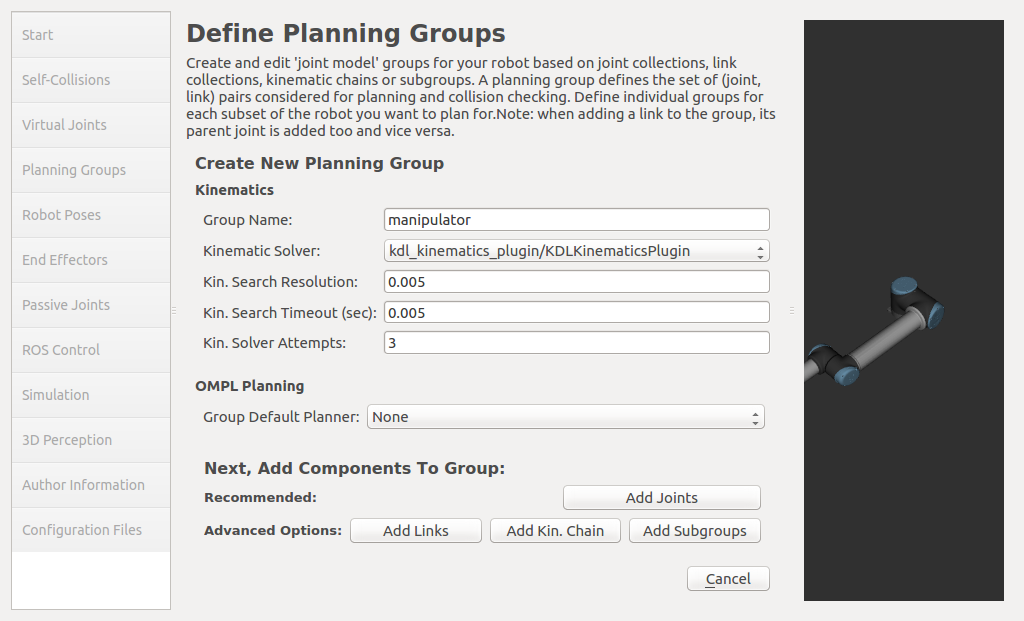 Start
Self-Collisions
Virtual Joints
Planning Groups
Robot Poses
End Effectors
Passive Joints
ROS Control
Simulation
3D Perception
Author Information
Configuration Files
Define Planning Groups
Create and edit 'joint model' groups for your robot based on joint collections, link
collections, kinematic chains or subgroups. A planning group defines the set of (joint,
link) pairs considered for planning and collision checking. Define individual groups for
each subset of the robot you want to plan for.Note: when adding a link to the group, its
parent joint is added too and vice versa.
Create New Planning Group
Kinematics
Group Name: manipulator
Kinematic Solver: kdl_kinematics_plugin/KDLKinematicsPlugin
Kin. Search Resolution: 0.005
Kin. Search Timeout (sec): 0.005
Kin. Solver Attempts: 3
OMPL Planning
Group Default Planner: None
Next, Add Components To Group:
Recommended: Add Joints
Advanced Options: Add Links Add Kin. Chain Add Subgroups
Cancel